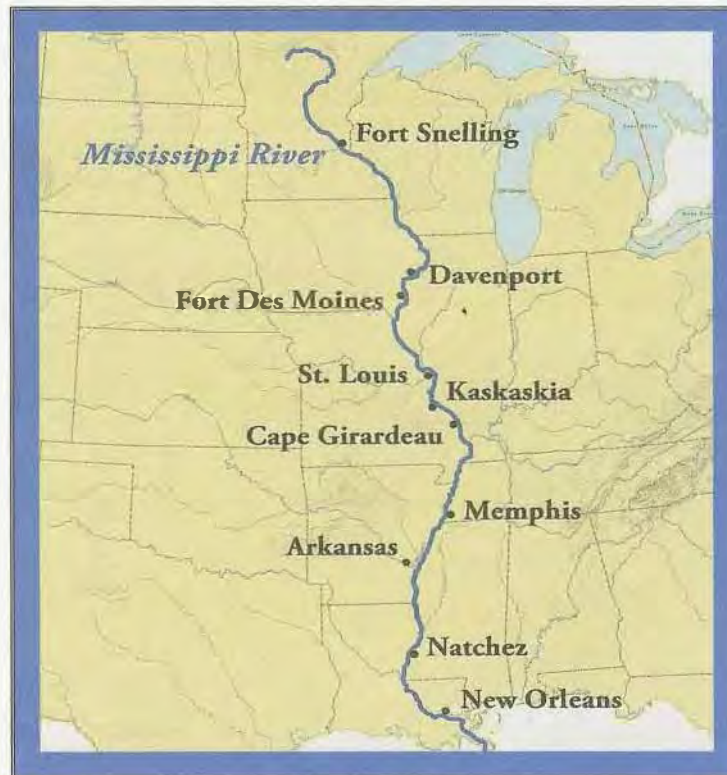 Fort Snelling
Mississippi River
Davenport
Fort Des Moines
St. Louis
Kaskaskia
Cape Girardeau
Memphis
Arkansas
Natchez
New Orleans